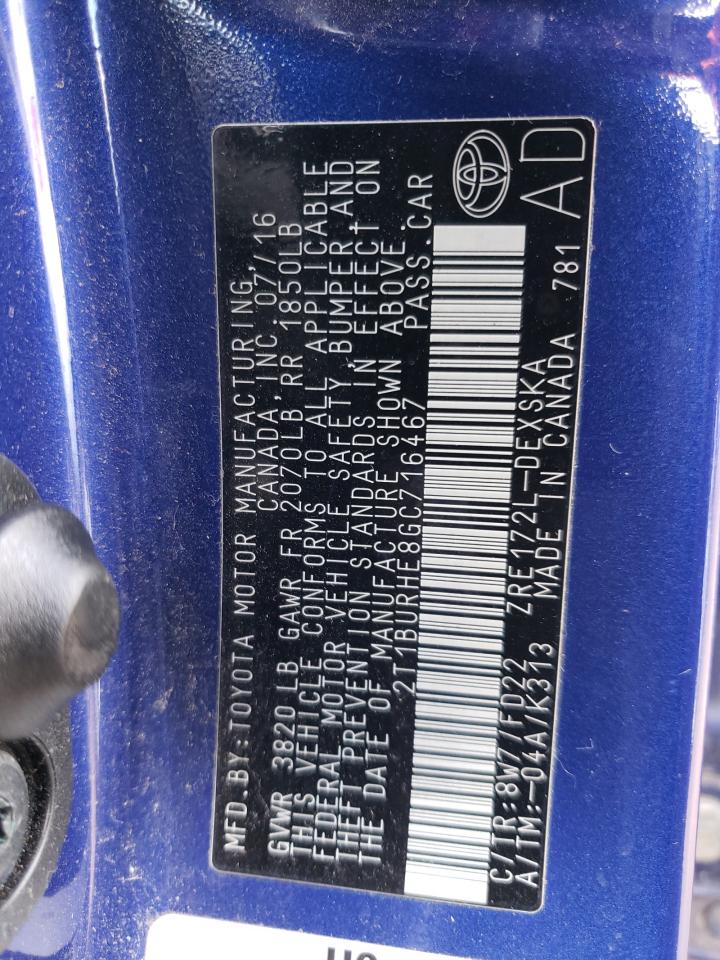 MFD.BY:TOYOTA MOTOR MANUFACTURING,
CANADA, INC. 07/16
GVWR 3820 LB GAWR FR 2070LB RR 1850LB
THIS VEHICLE CONFORMS TO ALL APPLICABLE
FEDERAL MOTOR VEHICLE SAFETY, BUMPER, AND
THEFT PREVENTION STANDARDS IN EFFECT ON
THE DATE OF MANUFACTURE SHOWN ABOVE.
2T1BURHE8GC716467 PASS.CAR
C/TR:8W7/FD22 ZRE172L-DEXSKA 781
A/TM:-04A/K313 MADE IN CANADA
AD